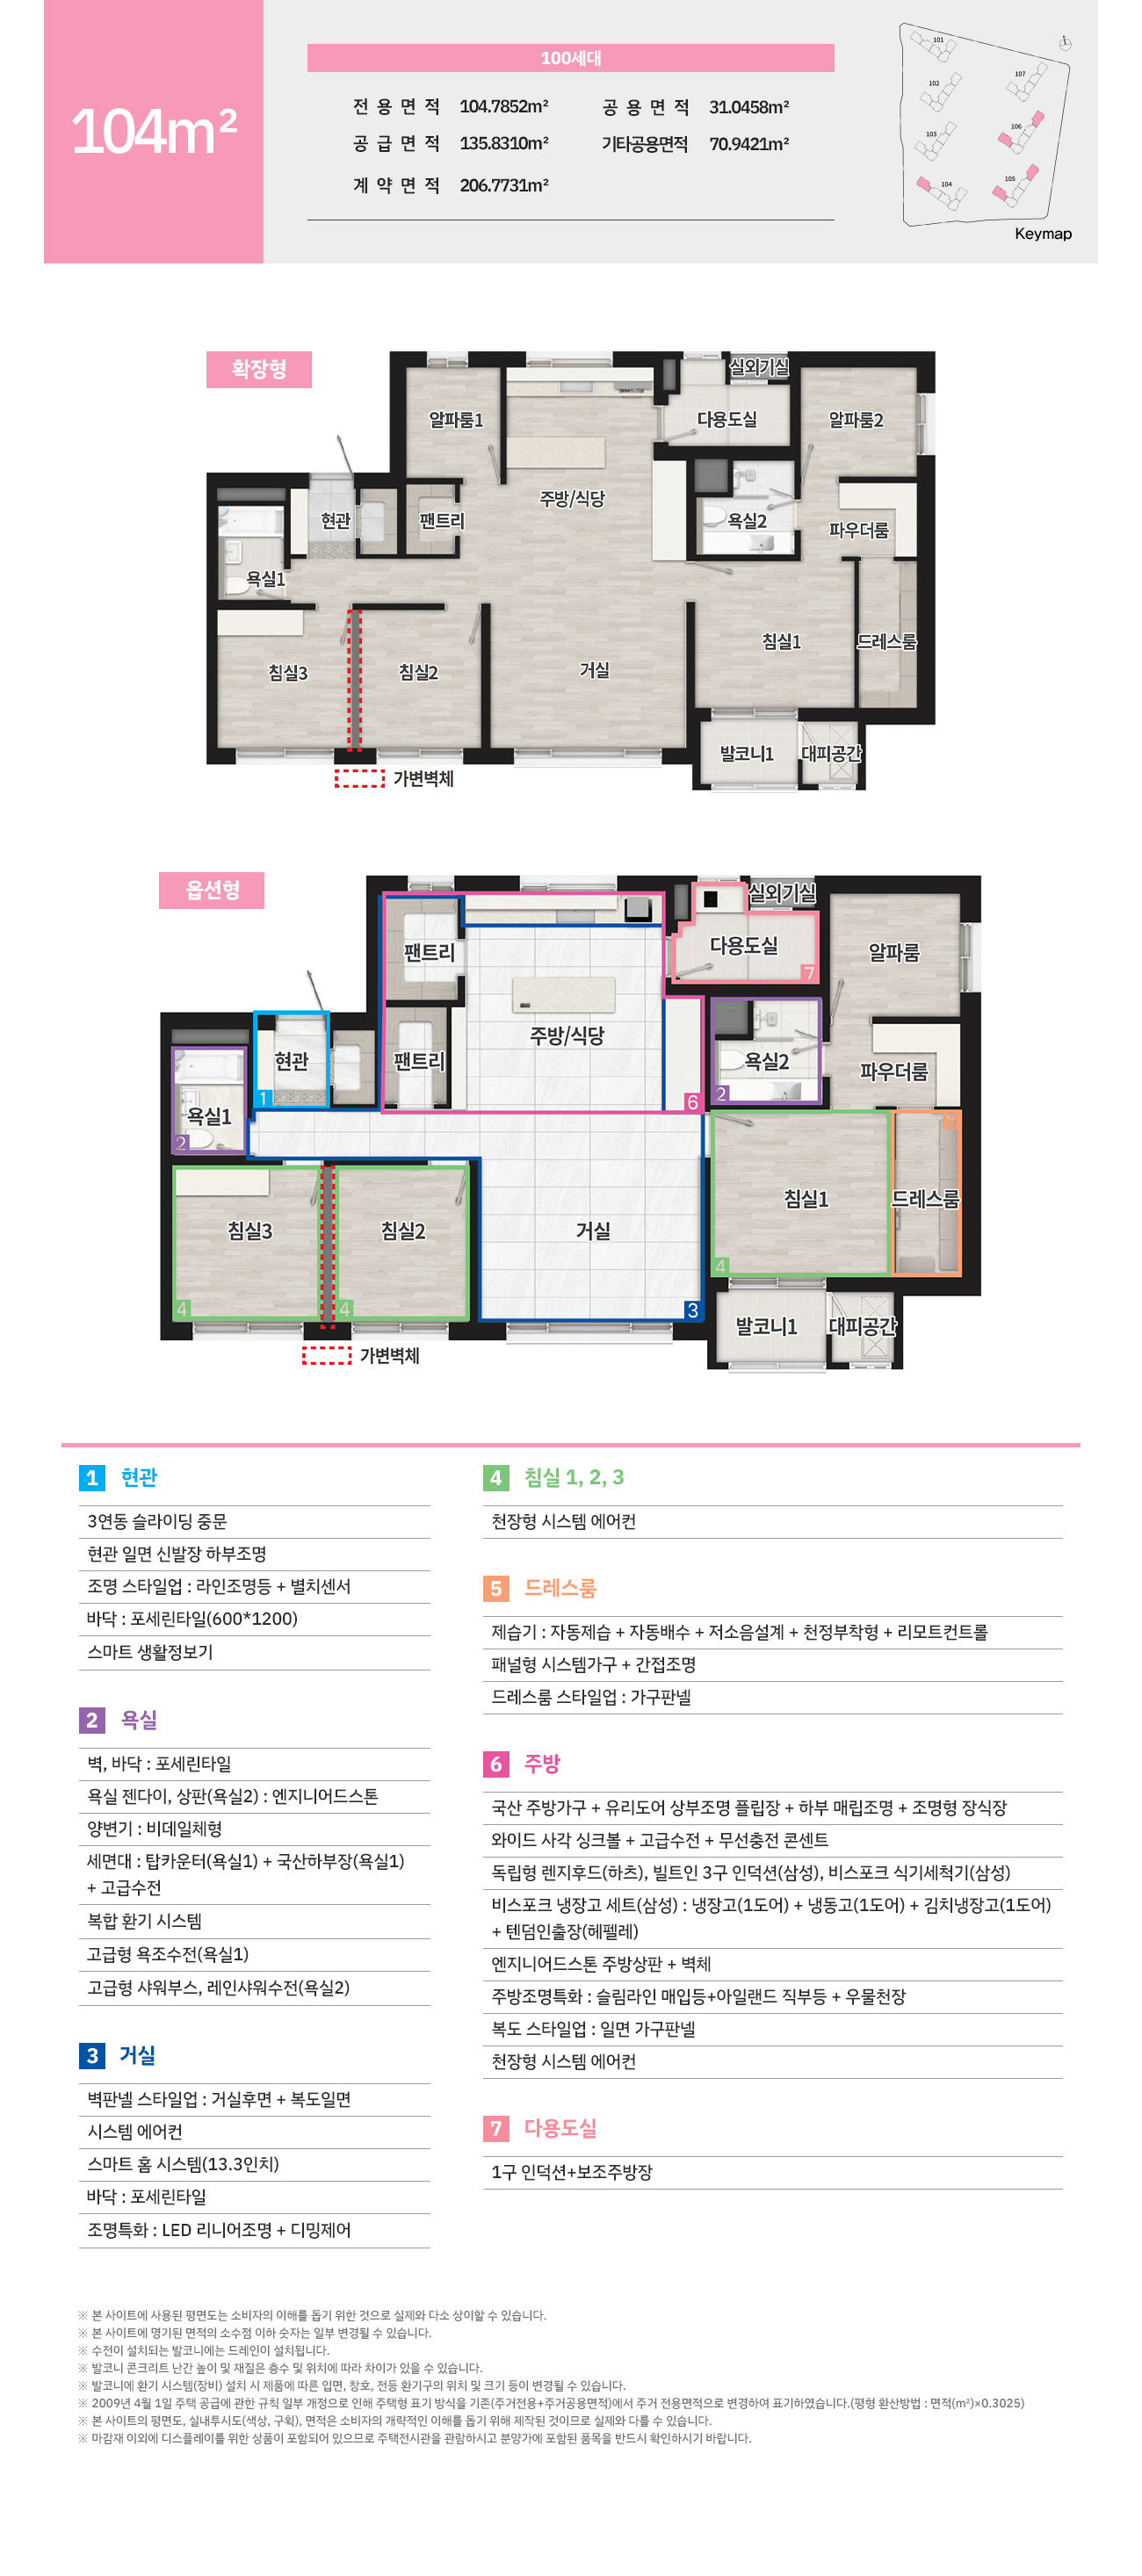 104m²
100세대
전용면적 104.7852m² 공용면적 31.0458m²
공급면적 135.8310m² 기타공용면적 70.9421m²
계약면적 206.7731m²
101
102
103
104
105
106
107
Keymap
확장형
실외기실
알파룸1
다용도실
알파룸2
주방/식당
현관
팬트리
욕실2
파우더룸
욕실1
침실3
침실2
거실
침실1
드레스룸
발코니1
대피공간
가변벽체
옵션형
실외기실
팬트리
다용도실
7
알파룸
주방/식당
현관
1
팬트리
욕실2
2
파우더룸
6
욕실1
2
5
침실3
4
침실2
4
거실
3
침실1
4
드레스룸
발코니1
대피공간
가변벽체
1 현관
3연동 슬라이딩 중문
현관 일면 신발장 하부조명
조명 스타일업 : 라인조명등 + 별치센서
바닥 : 포세린타일(600*1200)
스마트 생활정보기
2 욕실
벽, 바닥 : 포세린타일
욕실 젠다이, 상판(욕실2) : 엔지니어드스톤
양변기 : 비데일체형
세면대 : 탑카운터(욕실1) + 국산하부장(욕실1)
+ 고급수전
복합 환기 시스템
고급형 욕조수전(욕실1)
고급형 샤워부스, 레인샤워수전(욕실2)
3 거실
벽판넬 스타일업 : 거실후면 + 복도일면
시스템 에어컨
스마트 홈 시스템(13.3인치)
바닥 : 포세린타일
조명특화 : LED 리니어조명 + 디밍제어
4 침실 1, 2, 3
천장형 시스템 에어컨
5 드레스룸
제습기 : 자동제습 + 자동배수 + 저소음설계 + 천정부착형 + 리모트컨트롤
패널형 시스템가구 + 간접조명
드레스룸 스타일업 : 가구판넬
6 주방
국산 주방가구 + 유리도어 상부조명 플립장 + 하부 매립조명 + 조명형 장식장
와이드 사각 싱크볼 + 고급수전 + 무선충전 콘센트
독립형 렌지후드(하츠), 빌트인 3구 인덕션(삼성), 비스포크 식기세척기(삼성)
비스포크 냉장고 세트(삼성) : 냉장고(1도어) + 냉동고(1도어) + 김치냉장고(1도어)
+ 텐덤인출장(헤펠레)
엔지니어드스톤 주방상판 + 벽체
주방조명특화 : 슬림라인 매입등+아일랜드 직부등 + 우물천장
복도 스타일업 : 일면 가구판넬
천장형 시스템 에어컨
7 다용도실
1구 인덕션+보조주방장
※ 본 사이트에 사용된 평면도는 소비자의 이해를 돕기 위한 것으로 실제와 다소 상이할 수 있습니다.
※ 본 사이트에 명기된 면적의 소수점 이하 숫자는 일부 변경될 수 있습니다.
※ 수전이 설치되는 발코니에는 드레인이 설치됩니다.
※ 발코니 콘크리트 난간 높이 및 재질은 층수 및 위치에 따라 차이가 있을 수 있습니다.
※ 발코니에 환기 시스템(장비) 설치 시 제품에 따른 입면, 창호, 전등 환기구의 위치 및 크기 등이 변경될 수 있습니다.
※ 2009년 4월 1일 주택 공급에 관한 규칙 일부 개정으로 인해 주택형 표기 방식을 기존(주거전용+주거공용면적)에서 주거 전용면적으로 변경하여 표기하였습니다.(평형 환산방법 : 면적(m²)×0.3025)
※ 본 사이트의 평면도, 실내투시도(색상, 구획), 면적은 소비자의 개략적인 이해를 돕기 위해 제작된 것이므로 실제와 다를 수 있습니다.
※ 마감재 이외에 디스플레이를 위한 상품이 포함되어 있으므로 주택전시관을 관람하시고 분양가에 포함된 품목을 반드시 확인하시기 바랍니다.